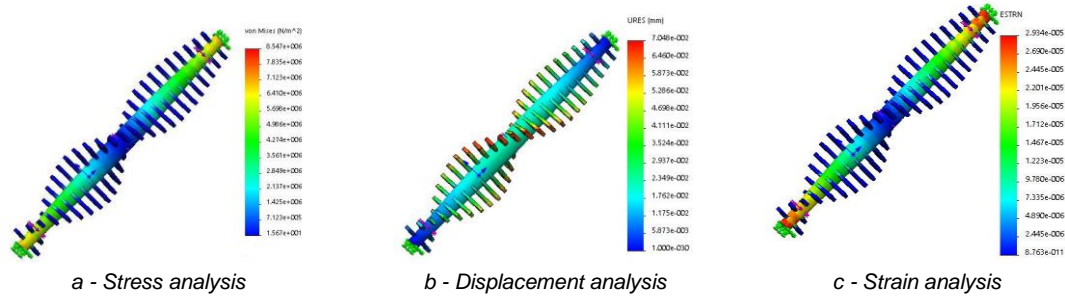 von Mises (N/m^2)
8.547e+006
7.835e+006
7.123e+006
6.410e+006
5.698e+006
4.986e+006
4.274e+006
3.561e+006
2.849e+006
2.137e+006
1.425e+006
7.123e+005
1.567e+001
a - Stress analysis
URES (mm)
7.048e-002
6.460e-002
5.873e-002
5.286e-002
4.698e-002
4.111e-002
3.524e-002
2.937e-002
2.349e-002
1.762e-002
1.875e-002
5.873e-003
1.000e-030
b - Displacement analysis
ESTRN
2.934e-005
2.690e-005
2.445e-005
2.201e-005
1.956e-005
1.712e-005
1.467e-005
1.223e-005
9.780e-006
7.335e-006
4.890e-006
2.445e-006
8.763e-011
c - Strain analysis